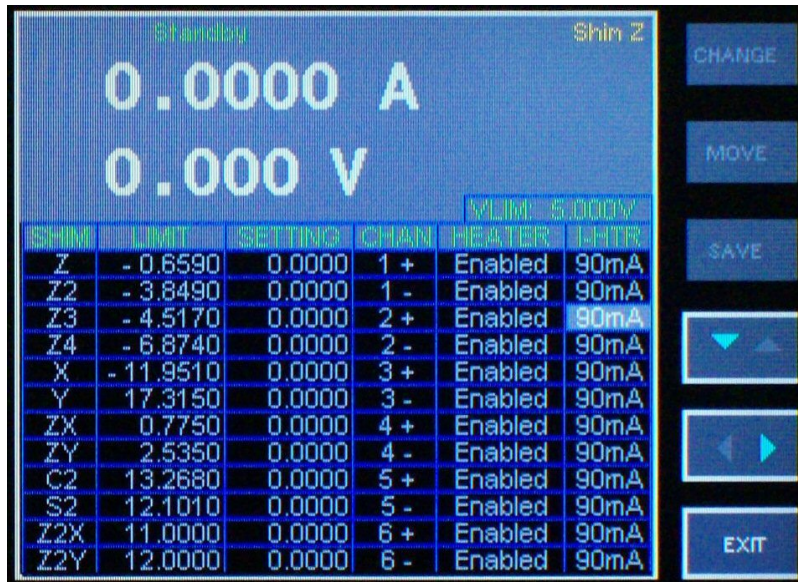 Standby Shim Z
0.0000 A
0.000 V
VLIM: 5.000V
SHIM LIMIT SETTING CHAN HEATER I-HTR
Z - 0.6590 0.0000 1 + Enabled 90mA
Z2 - 3.8490 0.0000 1 - Enabled 90mA
Z3 - 4.5170 0.0000 2 + Enabled 90mA
Z4 - 6.8740 0.0000 2 - Enabled 90mA
X - 11.9510 0.0000 3 + Enabled 90mA
Y 17.3150 0.0000 3 - Enabled 90mA
ZX 0.7750 0.0000 4 + Enabled 90mA
ZY 2.5350 0.0000 4 - Enabled 90mA
C2 13.2680 0.0000 5 + Enabled 90mA
S2 12.1010 0.0000 5 - Enabled 90mA
Z2X 11.0000 0.0000 6 + Enabled 90mA
Z2Y 12.0000 0.0000 6 - Enabled 90mA
CHANGE
MOVE
SAVE
EXIT